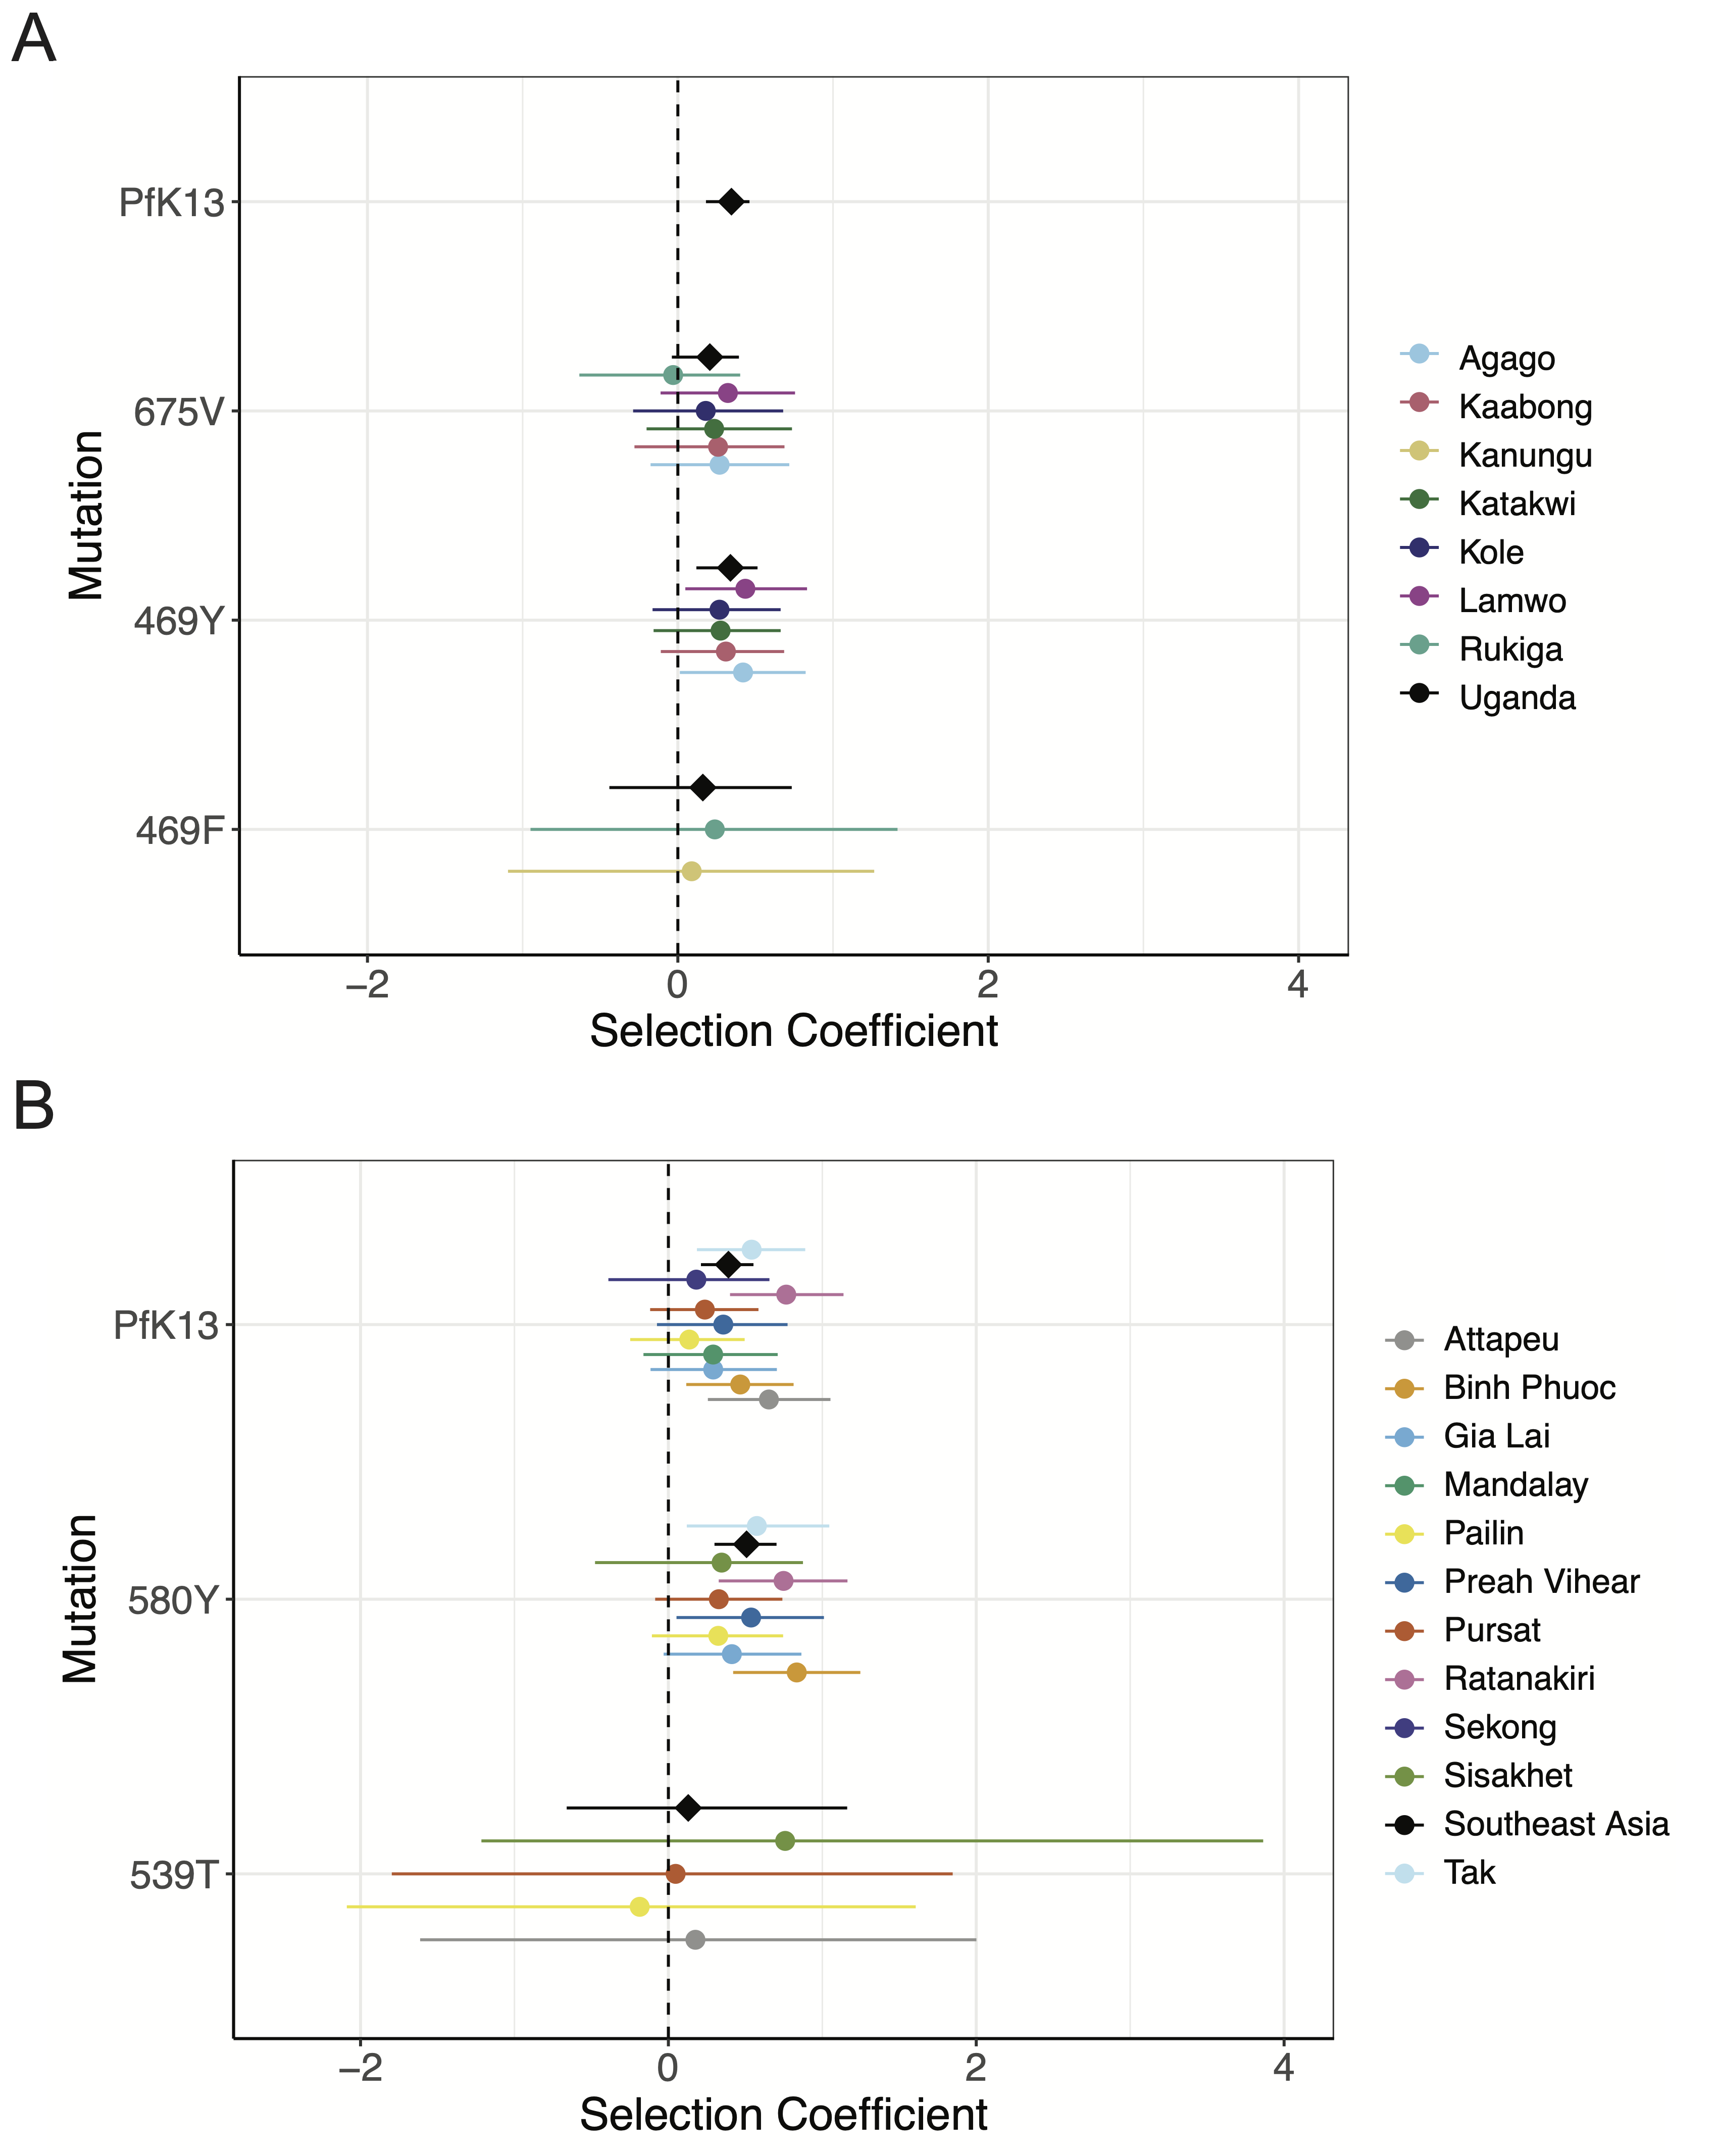 A
PfK13
675V
469Y
469F
Mutation
−2 0 2 4
Selection Coefficient
Agago
Kaabong
Kanungu
Katakwi
Kole
Lamwo
Rukiga
Uganda
B
PfK13
580Y
539T
Mutation
−2 0 2 4
Selection Coefficient
Attapeu
Binh Phuoc
Gia Lai
Mandalay
Pailin
Preah Vihear
Pursat
Ratanakiri
Sekong
Sisakhet
Southeast Asia
Tak